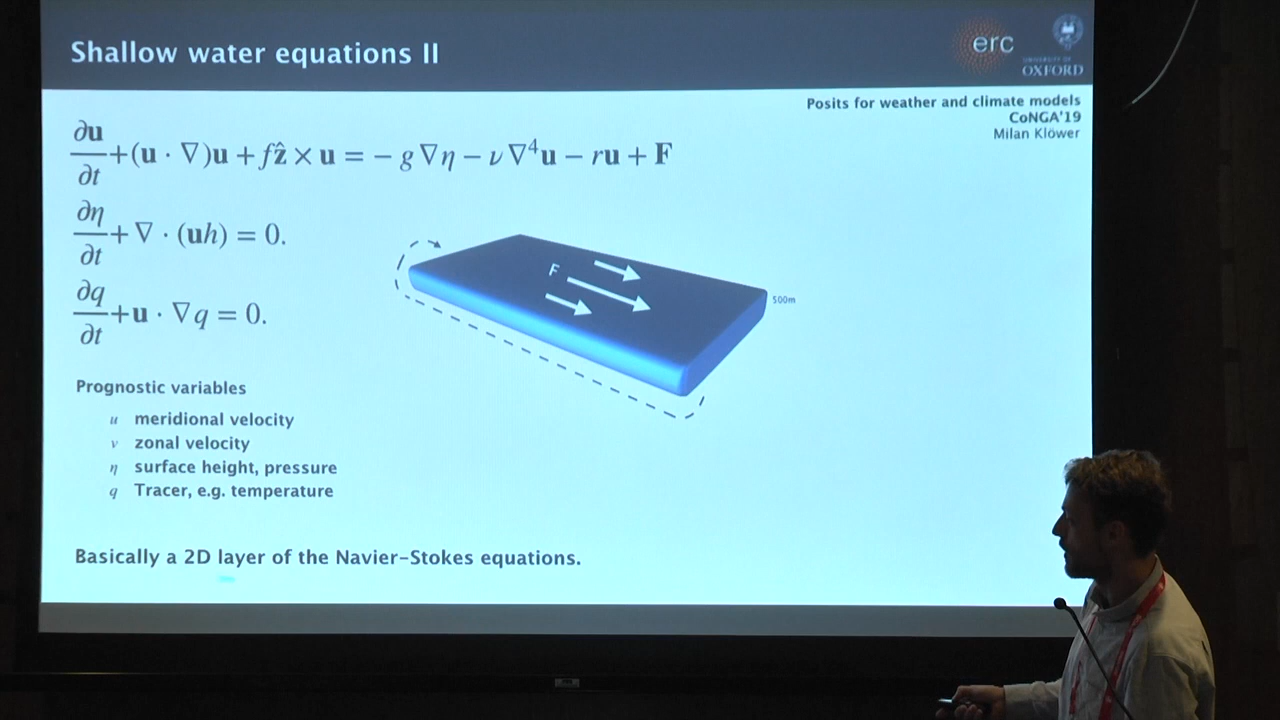 Shallow water equations II
erc
UNIVERSITY OF
OXFORD
Posits for weather and climate models
CoNGA'19
Milan Klöwer
∂u/∂t + (u · ∇)u + fẑ × u = − g∇η − ν∇⁴u − ru + F
∂η/∂t + ∇ · (uh) = 0.
∂q/∂t + u · ∇q = 0.
F
500m
Prognostic variables
u meridional velocity
v zonal velocity
η surface height, pressure
q Tracer, e.g. temperature
Basically a 2D layer of the Navier–Stokes equations.